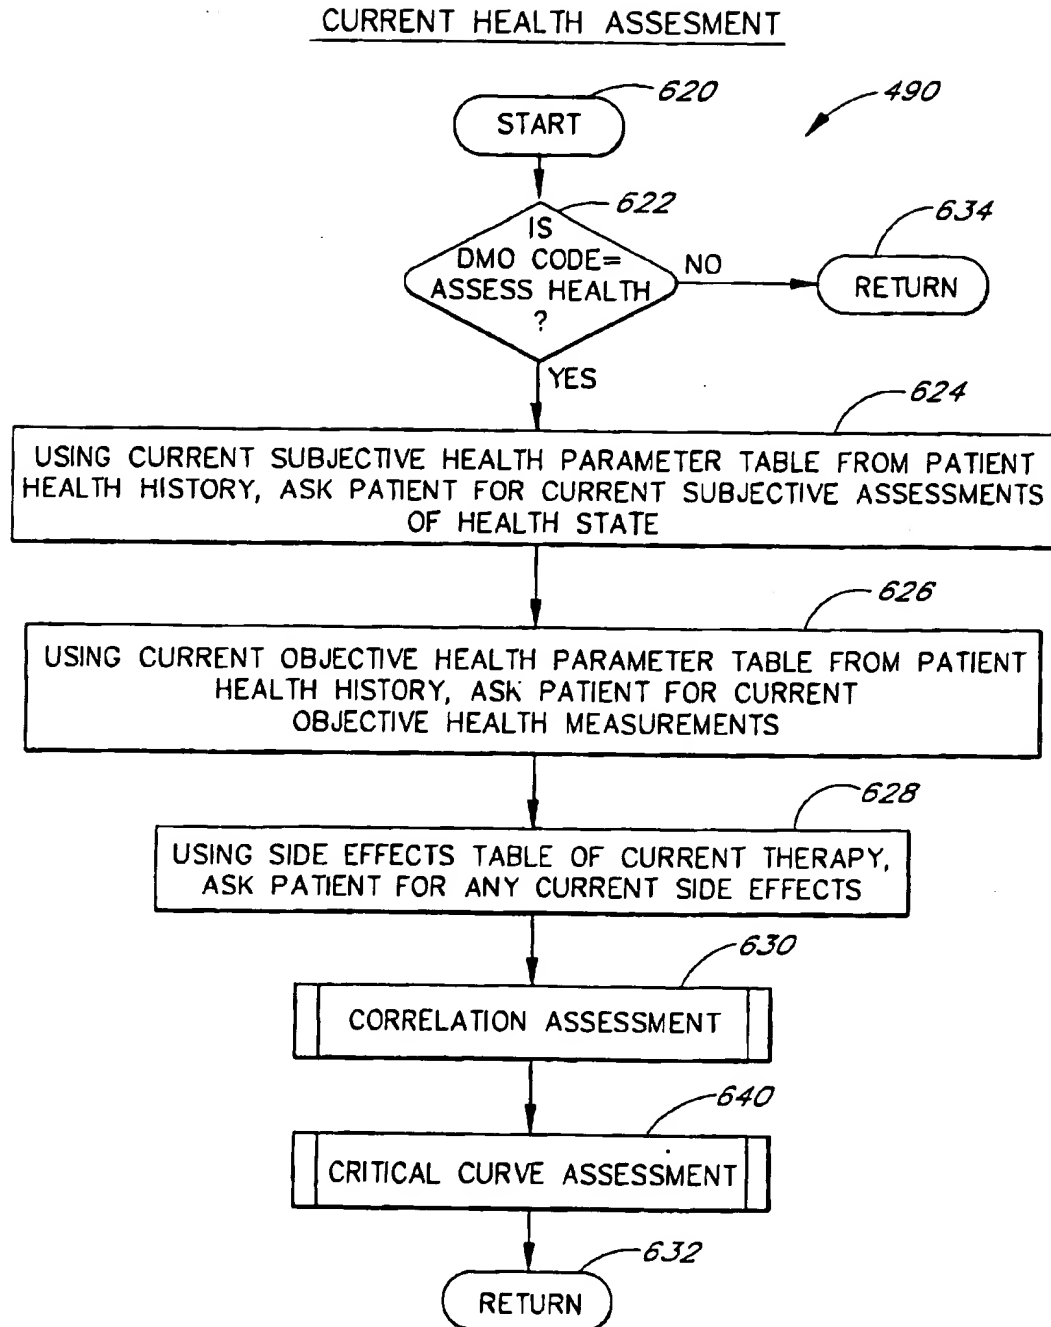 CURRENT HEALTH ASSESMENT
620
START
490
622
IS
DMO CODE=
ASSESS HEALTH
?
NO
634
RETURN
YES
624
USING CURRENT SUBJECTIVE HEALTH PARAMETER TABLE FROM PATIENT
HEALTH HISTORY, ASK PATIENT FOR CURRENT SUBJECTIVE ASSESSMENTS
OF HEALTH STATE
626
USING CURRENT OBJECTIVE HEALTH PARAMETER TABLE FROM PATIENT
HEALTH HISTORY, ASK PATIENT FOR CURRENT
OBJECTIVE HEALTH MEASUREMENTS
628
USING SIDE EFFECTS TABLE OF CURRENT THERAPY,
ASK PATIENT FOR ANY CURRENT SIDE EFFECTS
630
CORRELATION ASSESSMENT
640
CRITICAL CURVE ASSESSMENT
632
RETURN